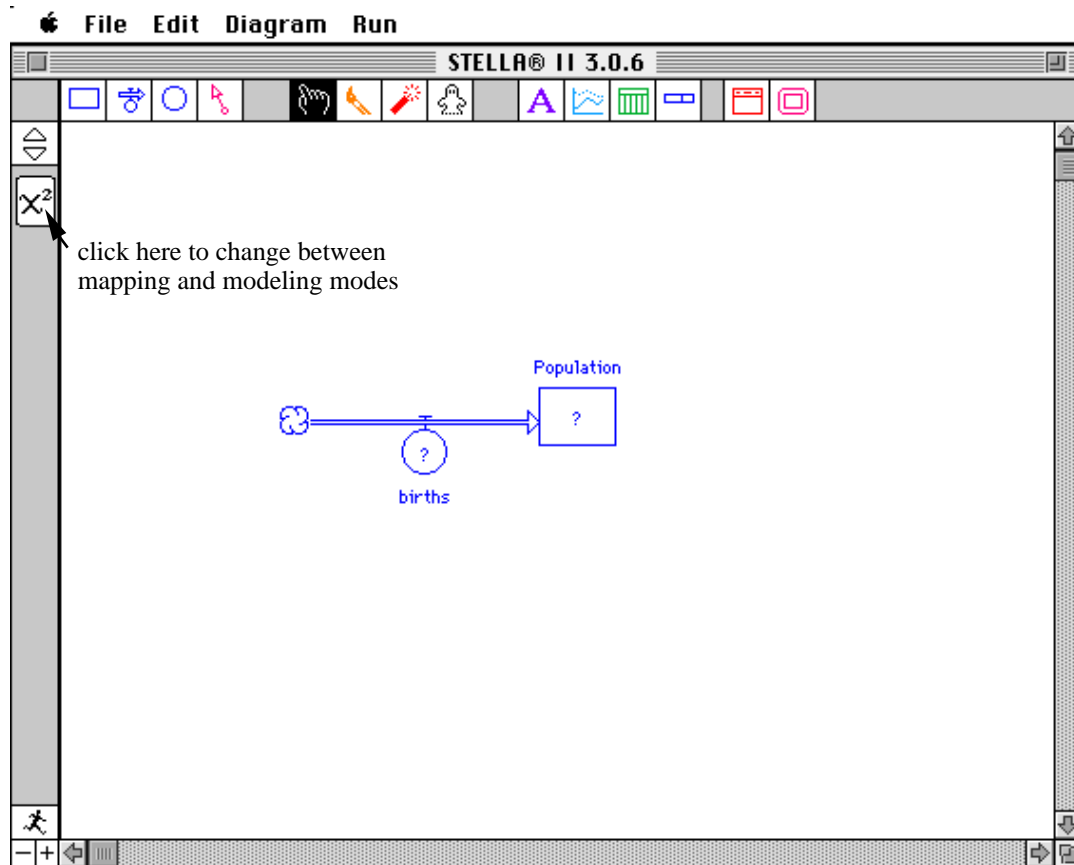 File Edit Diagram Run
STELLA® II 3.0.6
A
X²
click here to change between
mapping and modeling modes
Population
?
?
births
- +